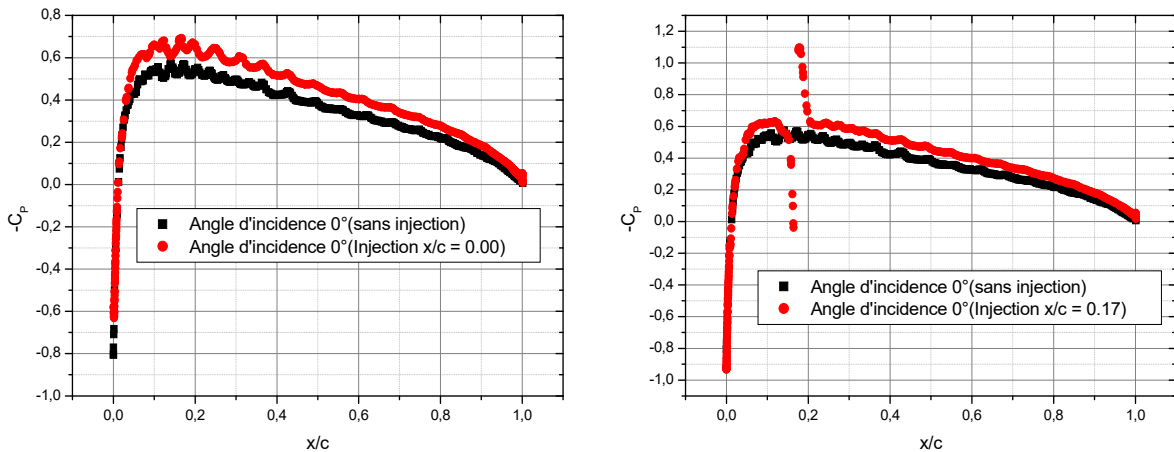 0,8
0,6
0,4
0,2
0,0
-0,2
-0,4
-0,6
-0,8
-1,0
-C_P
Angle d'incidence 0°(sans injection)
Angle d'incidence 0°(Injection x/c = 0.00)
0,0 0,2 0,4 0,6 0,8 1,0
x/c
1,2
1,0
0,8
0,6
0,4
0,2
0,0
-0,2
-0,4
-0,6
-0,8
-1,0
-C_P
Angle d'incidence 0°(sans injection)
Angle d'incidence 0°(Injection x/c = 0.17)
0,0 0,2 0,4 0,6 0,8 1,0
x/c